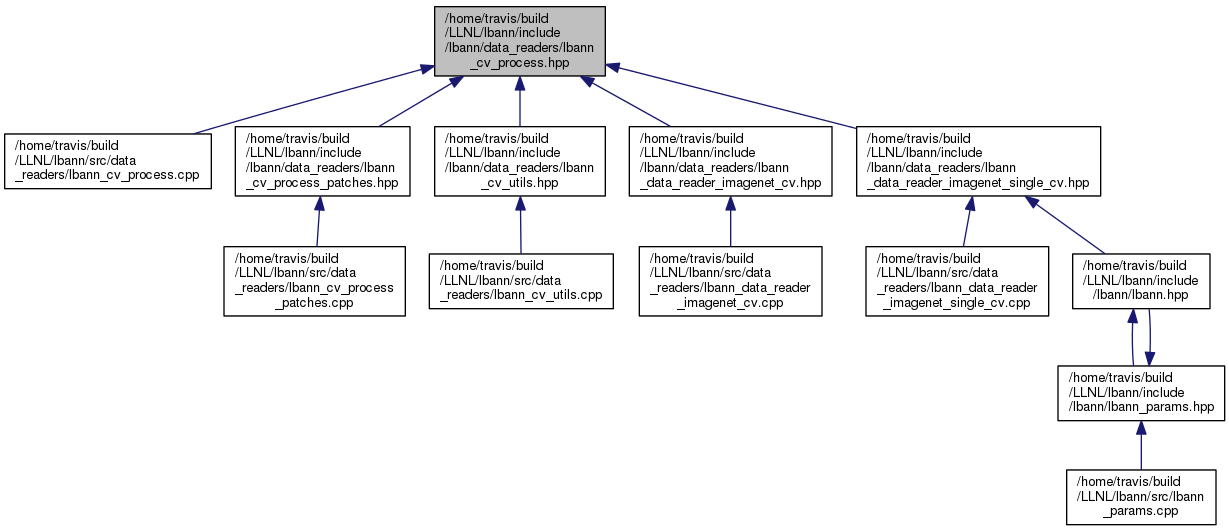 /home/travis/build
/LLNL/lbann/include
/lbann/data_readers/lbann
_cv_process.hpp
/home/travis/build
/LLNL/lbann/src/data
_readers/lbann_cv_process.cpp
/home/travis/build
/LLNL/lbann/include
/lbann/data_readers/lbann
_cv_process_patches.hpp
/home/travis/build
/LLNL/lbann/include
/lbann/data_readers/lbann
_cv_utils.hpp
/home/travis/build
/LLNL/lbann/include
/lbann/data_readers/lbann
_data_reader_imagenet_cv.hpp
/home/travis/build
/LLNL/lbann/include
/lbann/data_readers/lbann
_data_reader_imagenet_single_cv.hpp
/home/travis/build
/LLNL/lbann/src/data
_readers/lbann_cv_process
_patches.cpp
/home/travis/build
/LLNL/lbann/src/data
_readers/lbann_cv_utils.cpp
/home/travis/build
/LLNL/lbann/src/data
_readers/lbann_data_reader
_imagenet_cv.cpp
/home/travis/build
/LLNL/lbann/src/data
_readers/lbann_data_reader
_imagenet_single_cv.cpp
/home/travis/build
/LLNL/lbann/include
/lbann/lbann.hpp
/home/travis/build
/LLNL/lbann/include
/lbann/lbann_params.hpp
/home/travis/build
/LLNL/lbann/src/lbann
_params.cpp